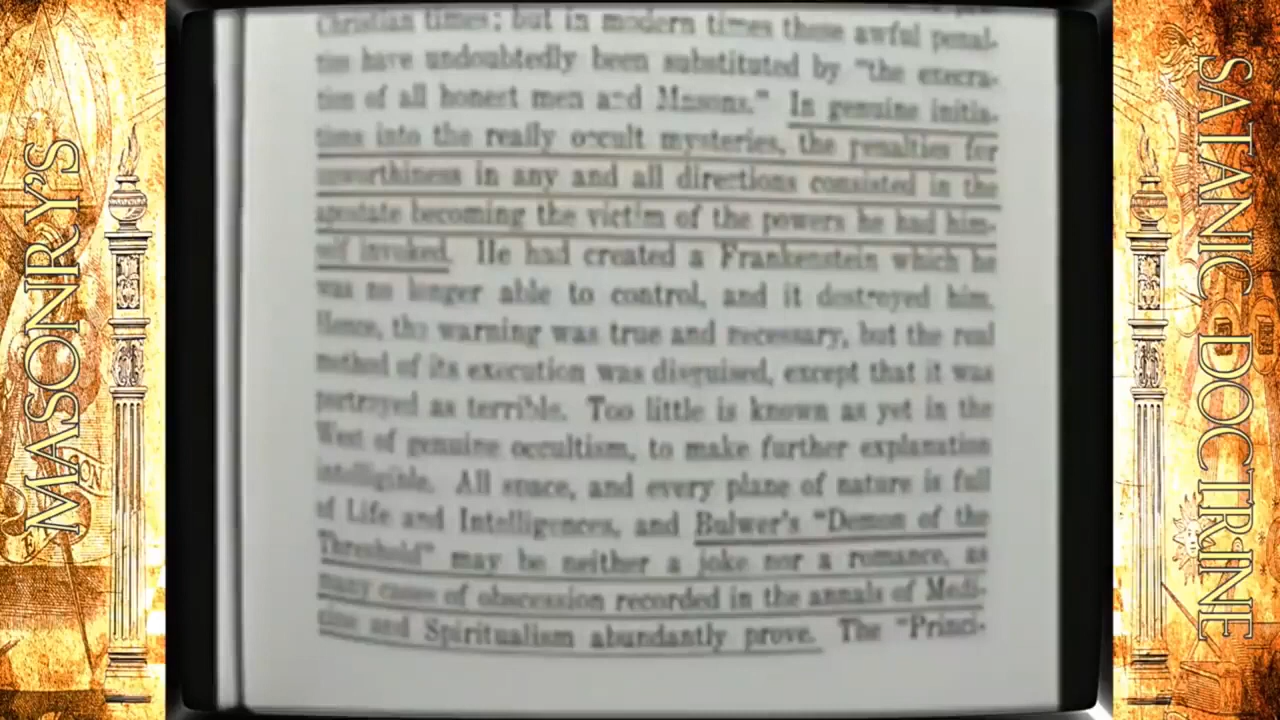 MASONRY'S
Christian times; but in modern times these awful penal-
ties have undoubtedly been substituted by "the execra-
tion of all honest men and Masons." In genuine initia-
tions into the really occult mysteries, the penalties for
unworthiness in any and all directions consisted in the
apostate becoming the victim of the powers he had him-
self invoked. He had created a Frankenstein which he
was no longer able to control, and it destroyed him.
Hence, the warning was true and necessary, but the real
method of its execution was disguised, except that it was
portrayed as terrible. Too little is known as yet in the
West of genuine occultism, to make further explanation
intelligible. All space, and every plane of nature is full
of Life and Intelligences, and Bulwer's "Demon of the
Threshold" may be neither a joke nor a romance, as
many cases of obsession recorded in the annals of Medi-
cine and Spiritualism abundantly prove. The "Princi-
SATANIC DOCTRINE